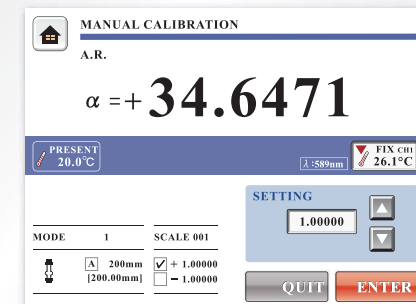 MANUAL CALIBRATION
A.R.
α = + 34.6471
PRESENT
20.0°C
λ:589nm
FIX CH1
26.1°C
SETTING
1.00000
MODE 1 SCALE 001
A 200mm
[200.00mm]
+ 1.00000
- 1.00000
QUIT ENTER